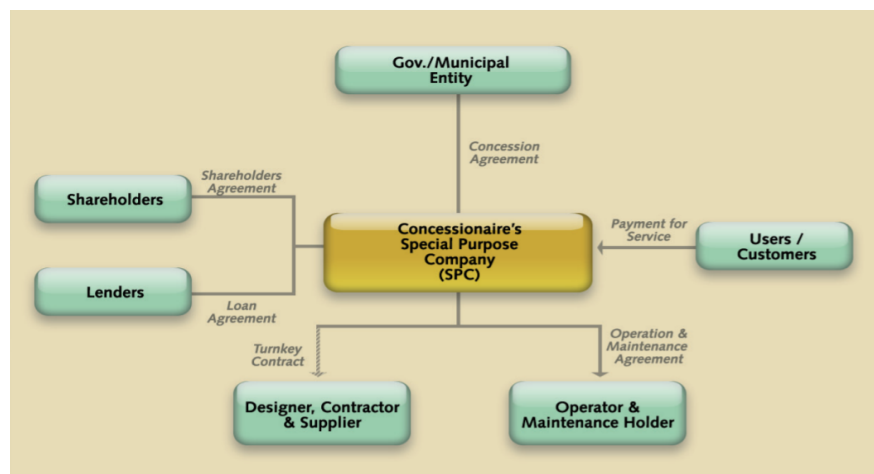 Gov./Municipal
Entity
Concession
Agreement
Shareholders
Agreement
Shareholders
Concessionaire's
Special Purpose
Company
(SPC)
Payment for
Service
Users /
Customers
Lenders
Loan
Agreement
Turnkey
Contract
Operation &
Maintenance
Agreement
Designer, Contractor
& Supplier
Operator &
Maintenance Holder